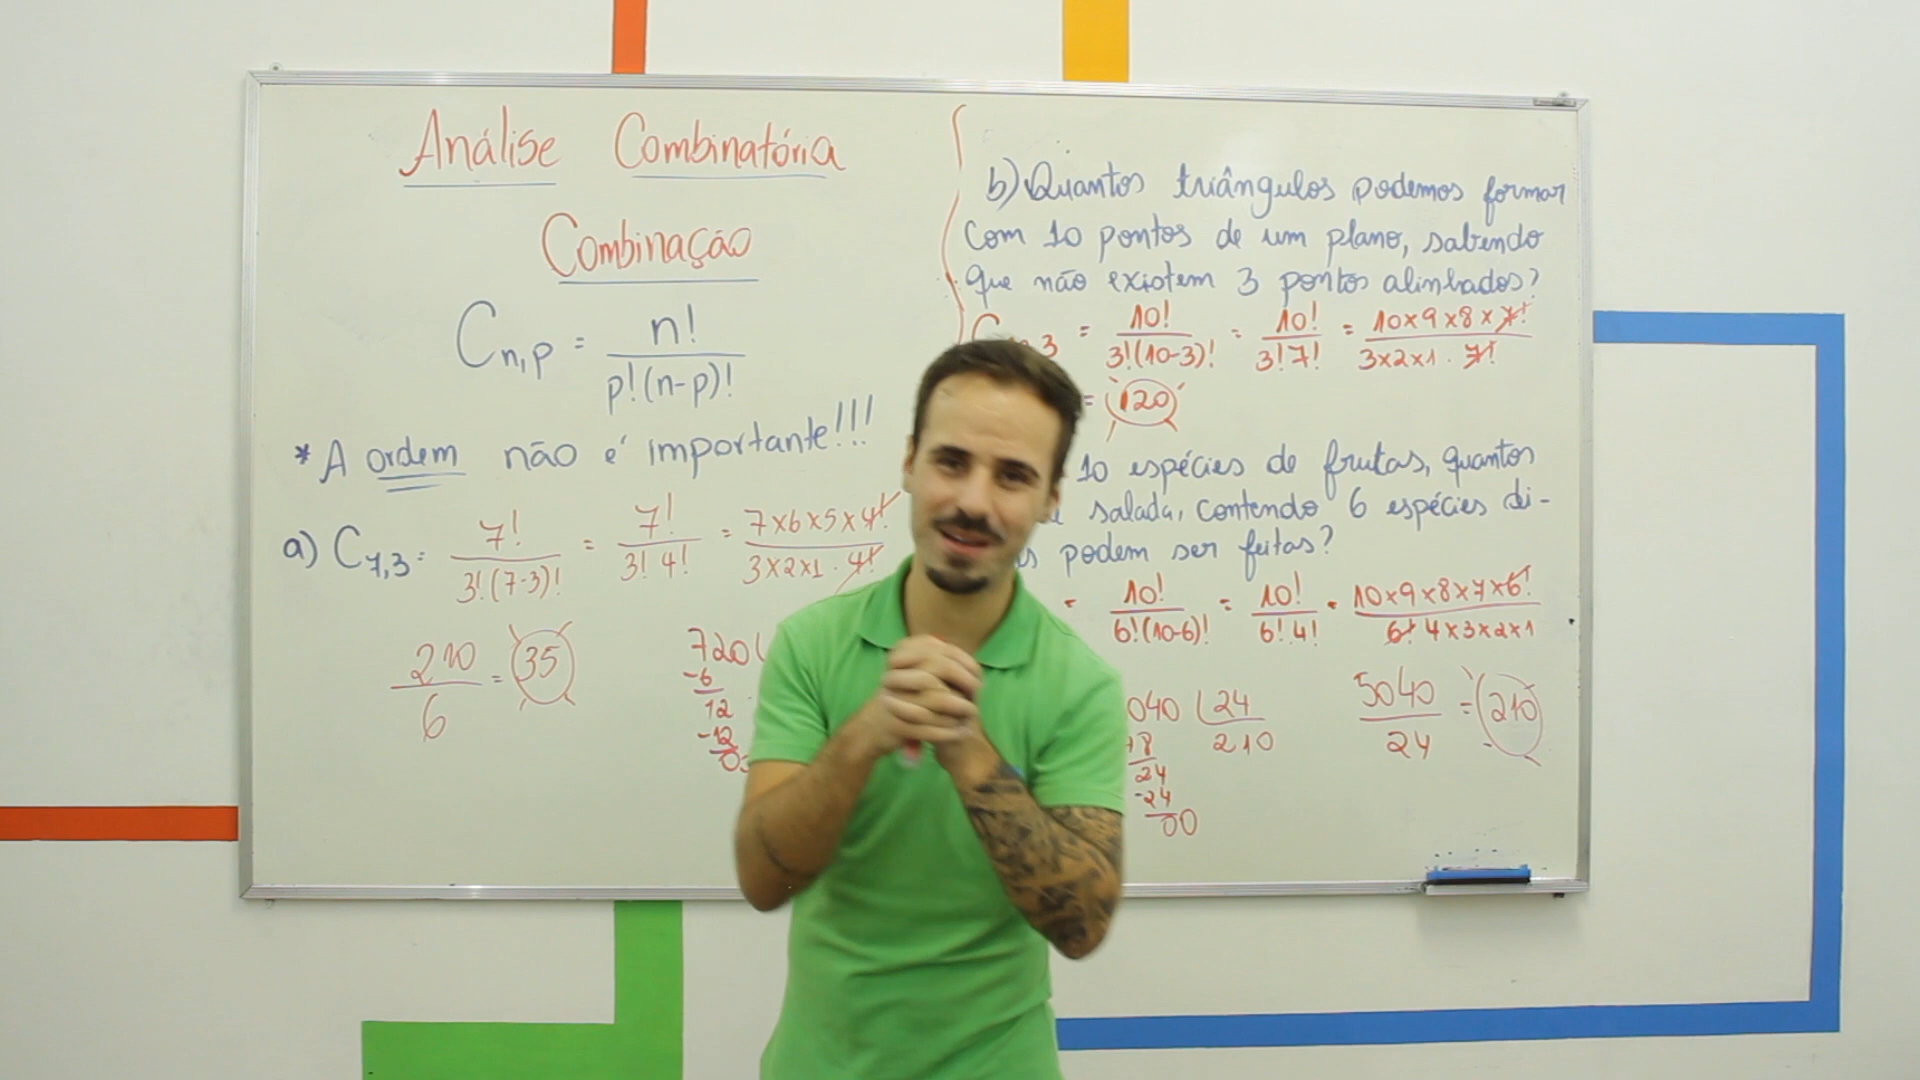 Análise Combinatória
Combinação
C n,p = n! / p!(n-p)!
* A ordem não é importante!!!
a) C 7,3 = 7! / 3!(7-3)! = 7! / 3! 4! = 7x6x5x4! / 3x2x1 . 4!
210 / 6 = 35
720
-6
12
-12
b) Quantos triângulos podemos formar
com 10 pontos de um plano, sabendo
que não existem 3 pontos alinhados?
3 = 10! / 3!(10-3)! = 10! / 3! 7! = 10x9x8x7! / 3x2x1 . 7!
= 120
10 espécies de frutas, quantos
salada, contendo 6 espécies di-
podem ser feitas?
= 10! / 6!(10-6)! = 10! / 6! 4! = 10x9x8x7x6! / 6! 4x3x2x1
040 24
210
24
-24
00
5040 / 24 = 210